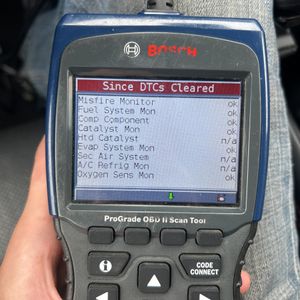 BOSCH
Since DTCs Cleared
Misfire Monitor ok
Fuel System Mon ok
Comp Component ok
Catalyst Mon ok
Htd Catalyst n/a
Evap System Mon ok
Sec Air System n/a
A/C Refrig Mon n/a
Oxygen Sens Mon ok
ProGrade OBD II Scan Tool
CODE
CONNECT